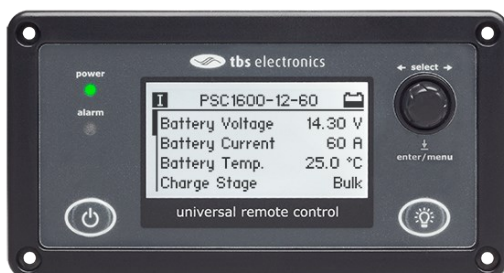 tbs electronics
power
← select →
alarm
I PSC1600-12-60
Battery Voltage 14.30 V
Battery Current 60 A
Battery Temp. 25.0 °C
Charge Stage Bulk
enter/menu
universal remote control